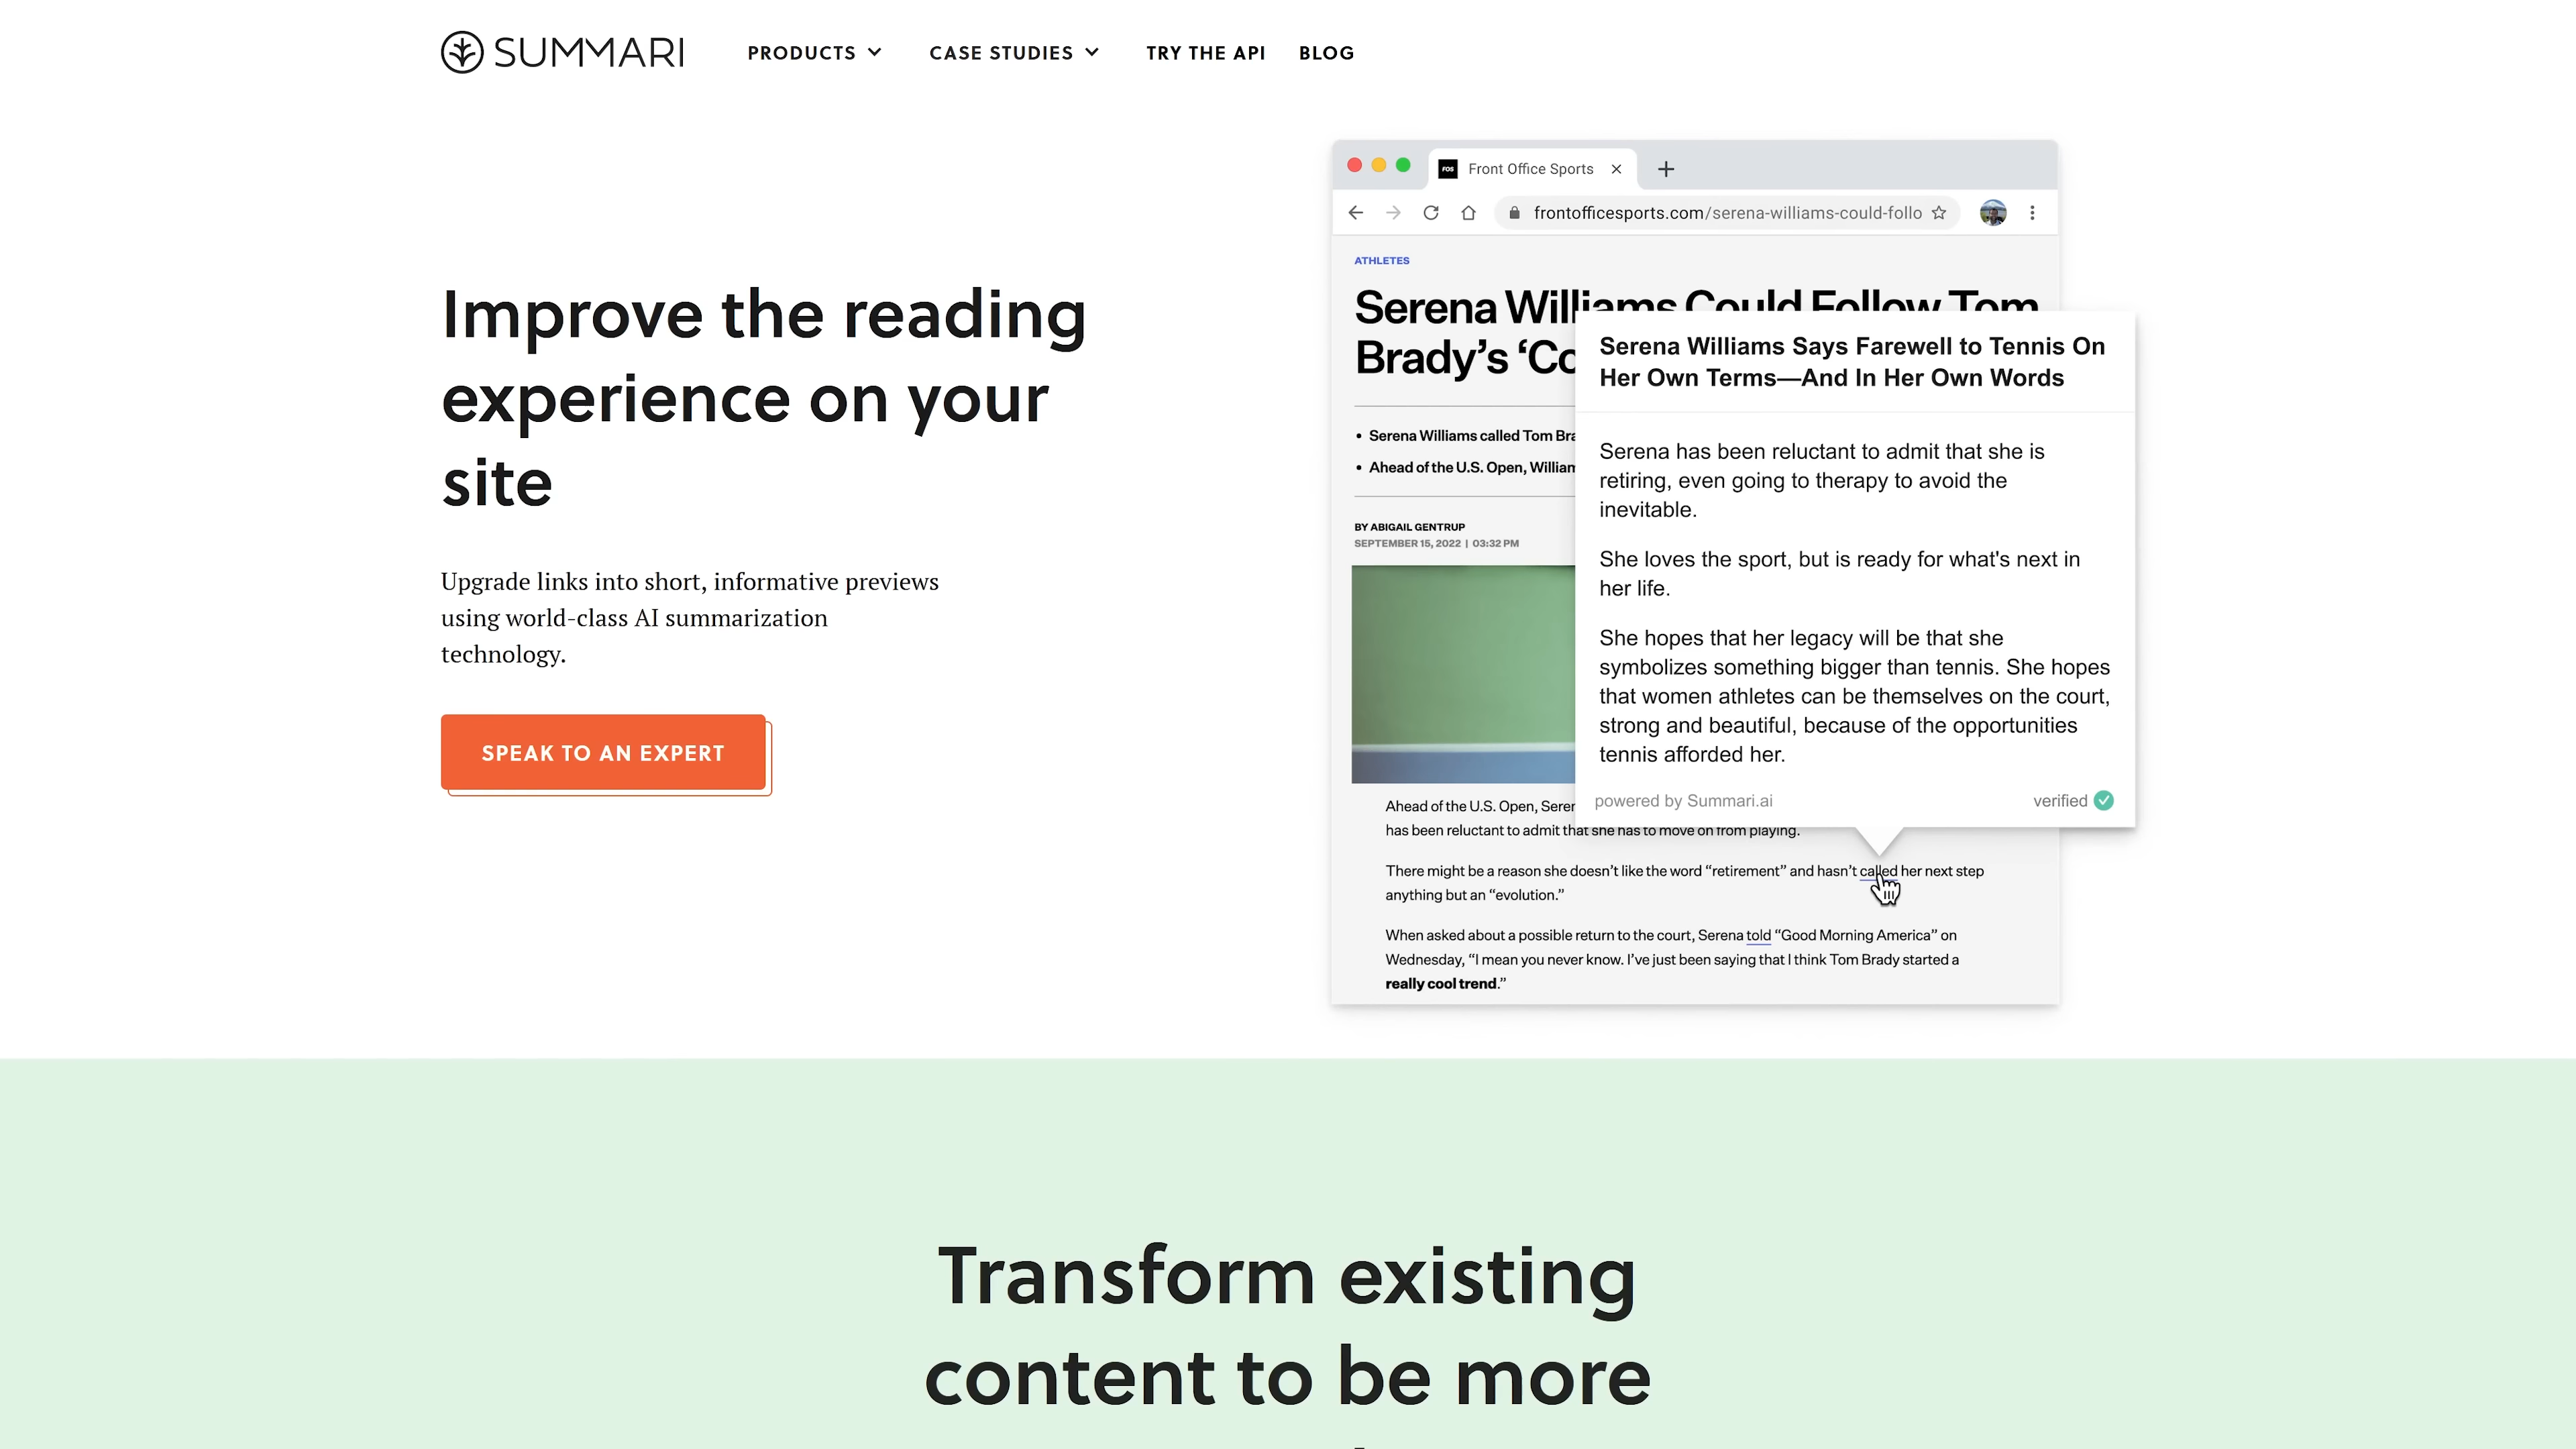 SUMMARI
PRODUCTS
CASE STUDIES
TRY THE API
BLOG
Improve the reading
experience on your
site
Upgrade links into short, informative previews
using world-class AI summarization
technology.
SPEAK TO AN EXPERT
FOS
Front Office Sports
frontofficesports.com/serena-williams-could-follo
ATHLETES
Serena Williams Could Follow Tom
Brady’s ‘Co
• Serena Williams called Tom Bra
• Ahead of the U.S. Open, William
BY ABIGAIL GENTRUP
SEPTEMBER 15, 2022 | 03:32 PM
Serena Williams Says Farewell to Tennis On
Her Own Terms—And In Her Own Words
Serena has been reluctant to admit that she is
retiring, even going to therapy to avoid the
inevitable.
She loves the sport, but is ready for what's next in
her life.
She hopes that her legacy will be that she
symbolizes something bigger than tennis. She hopes
that women athletes can be themselves on the court,
strong and beautiful, because of the opportunities
tennis afforded her.
powered by Summari.ai
verified
Ahead of the U.S. Open, Seren
has been reluctant to admit that she has to move on from playing.
There might be a reason she doesn’t like the word “retirement” and hasn’t called her next step
anything but an “evolution.”
When asked about a possible return to the court, Serena told “Good Morning America” on
Wednesday, “I mean you never know. I’ve just been saying that I think Tom Brady started a
really cool trend.”
Transform existing
content to be more